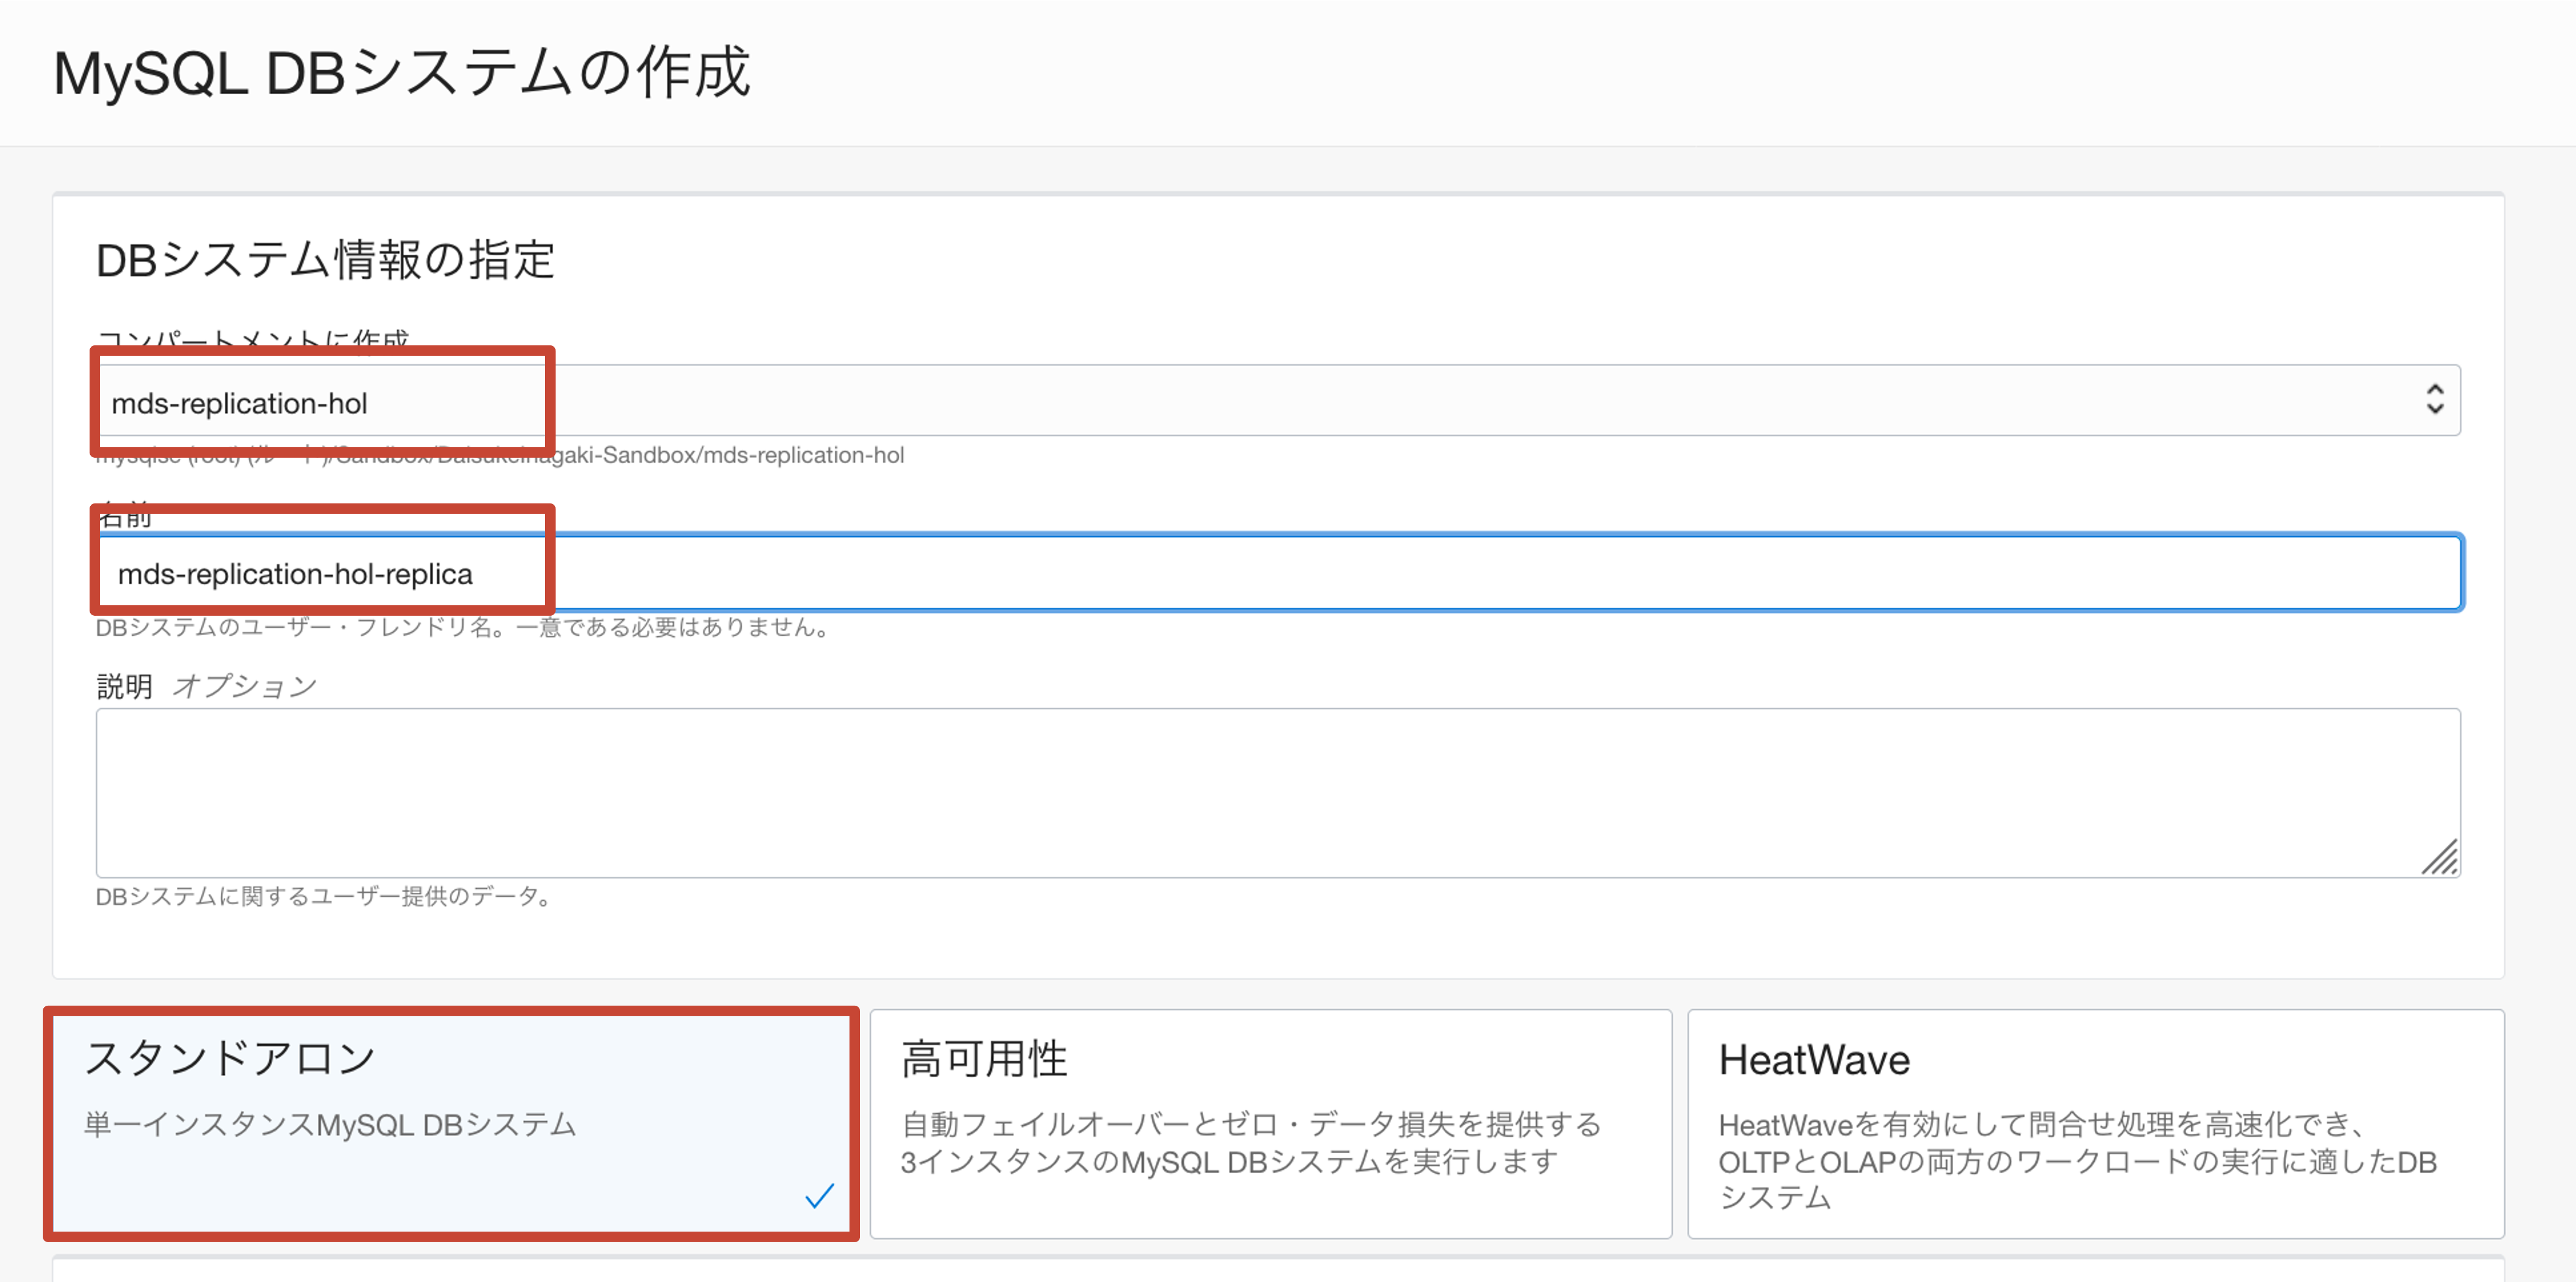 MySQL DBシステムの作成
DBシステム情報の指定
コンパートメントに作成
mds-replication-hol
mysqlse (root) (ルート)/Sandbox/DaisukeInagaki-Sandbox/mds-replication-hol
名前
mds-replication-hol-replica
DBシステムのユーザー・フレンドリ名。一意である必要はありません。
説明 オプション
DBシステムに関するユーザー提供のデータ。
スタンドアロン
単一インスタンスMySQL DBシステム
高可用性
自動フェイルオーバーとゼロ・データ損失を提供する
3インスタンスのMySQL DBシステムを実行します
HeatWave
HeatWaveを有効にして問合せ処理を高速化でき、
OLTPとOLAPの両方のワークロードの実行に適したDB
システム